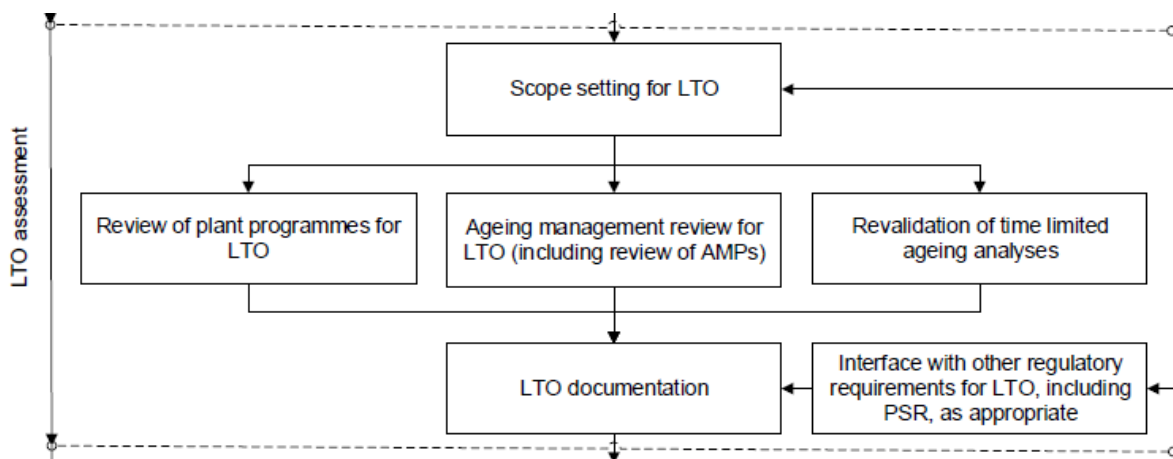 LTO assessment
Scope setting for LTO
Review of plant programmes for
LTO
Ageing management review for
LTO (including review of AMPs)
Revalidation of time limited
ageing analyses
LTO documentation
Interface with other regulatory
requirements for LTO, including
PSR, as appropriate